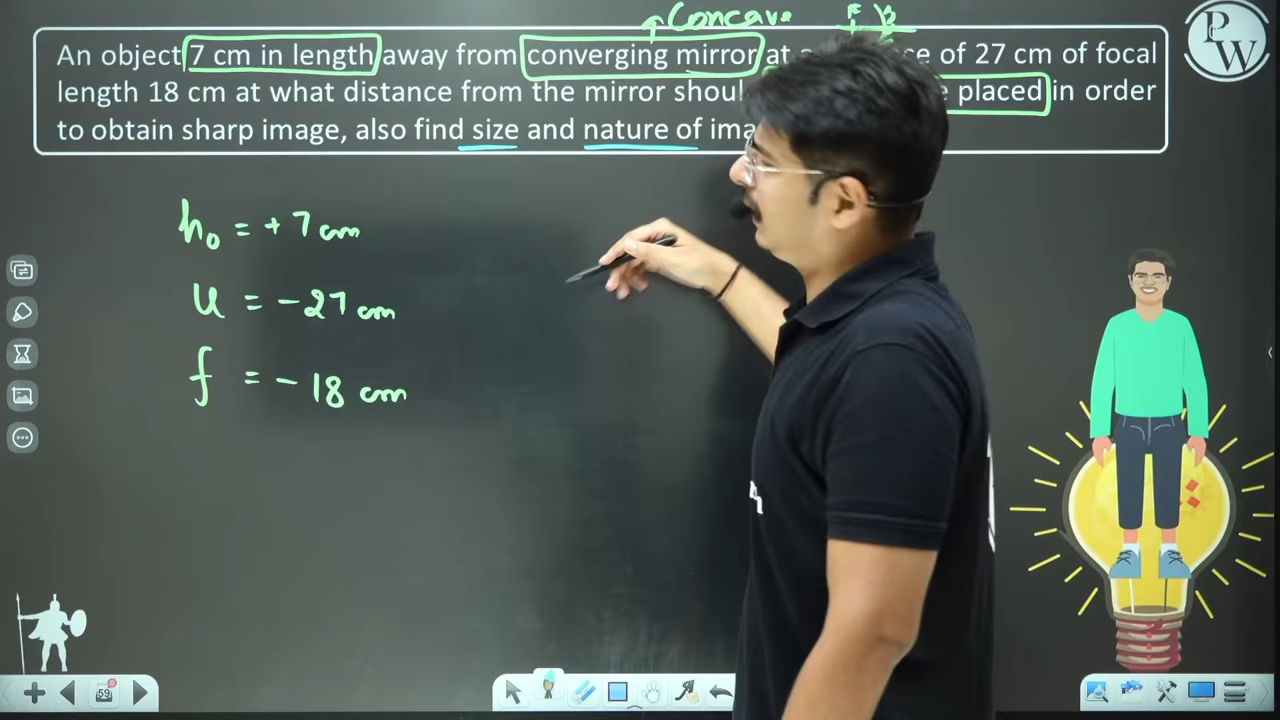 Concave F B
An object 7 cm in length away from converging mirror at a se of 27 cm of focal
length 18 cm at what distance from the mirror shoul e placed in order
to obtain sharp image, also find size and nature of ima
h₀ = + 7 cm
u = - 27 cm
f = - 18 cm
PW
59